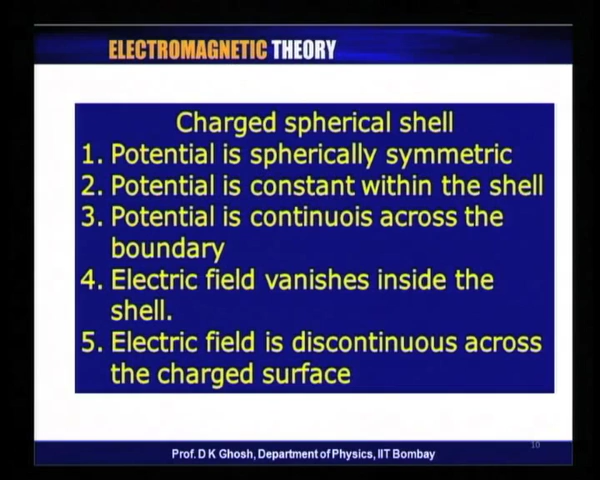 ELECTROMAGNETIC THEORY
Charged spherical shell
1. Potential is spherically symmetric
2. Potential is constant within the shell
3. Potential is continuois across the
boundary
4. Electric field vanishes inside the
shell.
5. Electric field is discontinuous across
the charged surface
10
Prof. D K Ghosh, Department of Physics, IIT Bombay